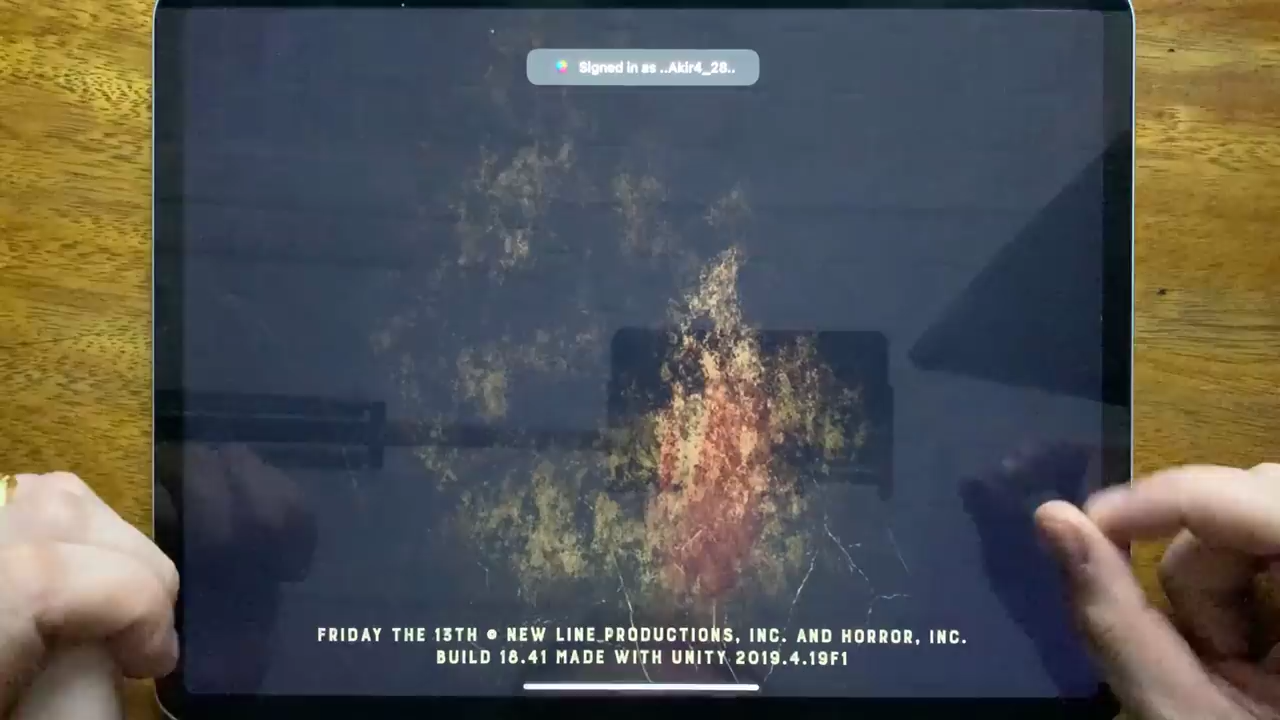 Signed in as ..Akir4_28..
FRIDAY THE 13TH © NEW LINE PRODUCTIONS, INC. AND HORROR, INC.
BUILD 18.41 MADE WITH UNITY 2019.4.19F1